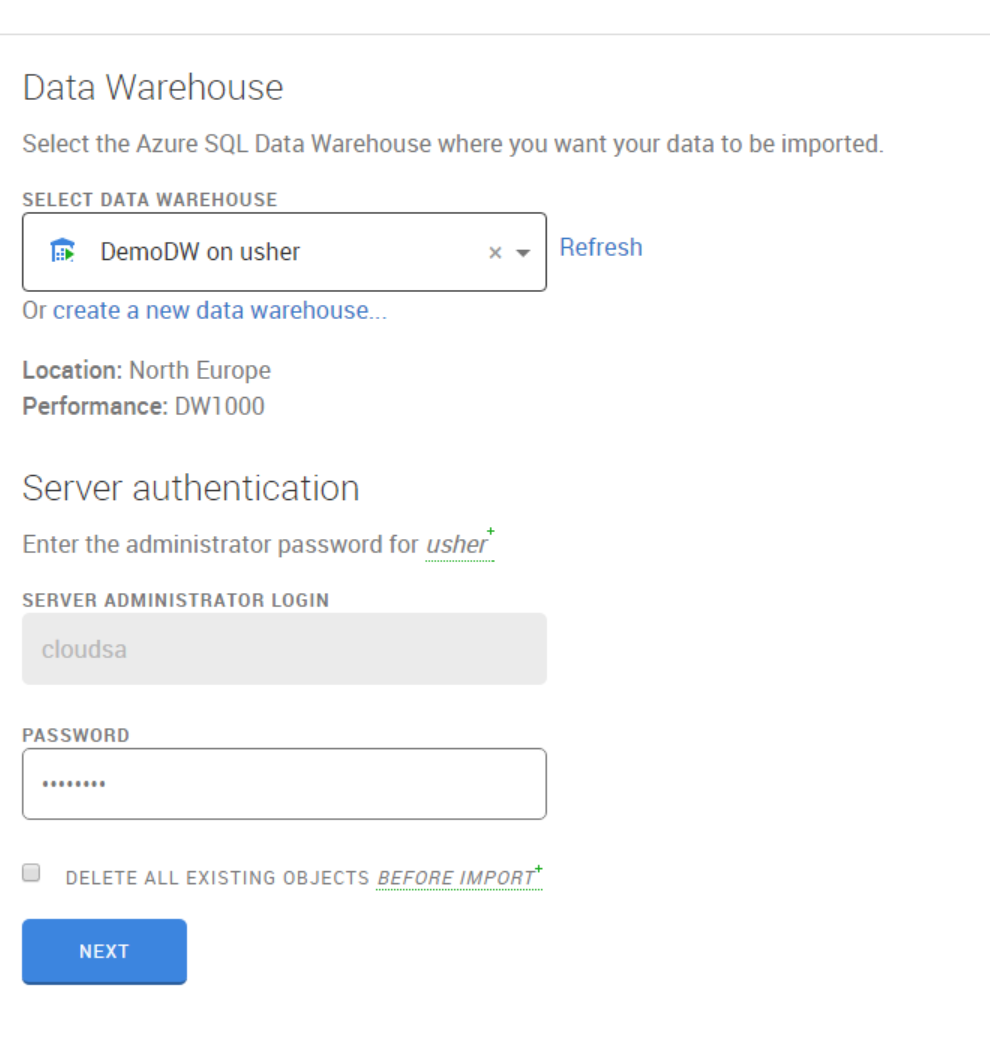 Data Warehouse
Select the Azure SQL Data Warehouse where you want your data to be imported.
SELECT DATA WAREHOUSE
DemoDW on usher × Refresh
Or create a new data warehouse...
Location: North Europe
Performance: DW1000
Server authentication
Enter the administrator password for usher+
SERVER ADMINISTRATOR LOGIN
cloudsa
PASSWORD
••••••••
DELETE ALL EXISTING OBJECTS BEFORE IMPORT+
NEXT